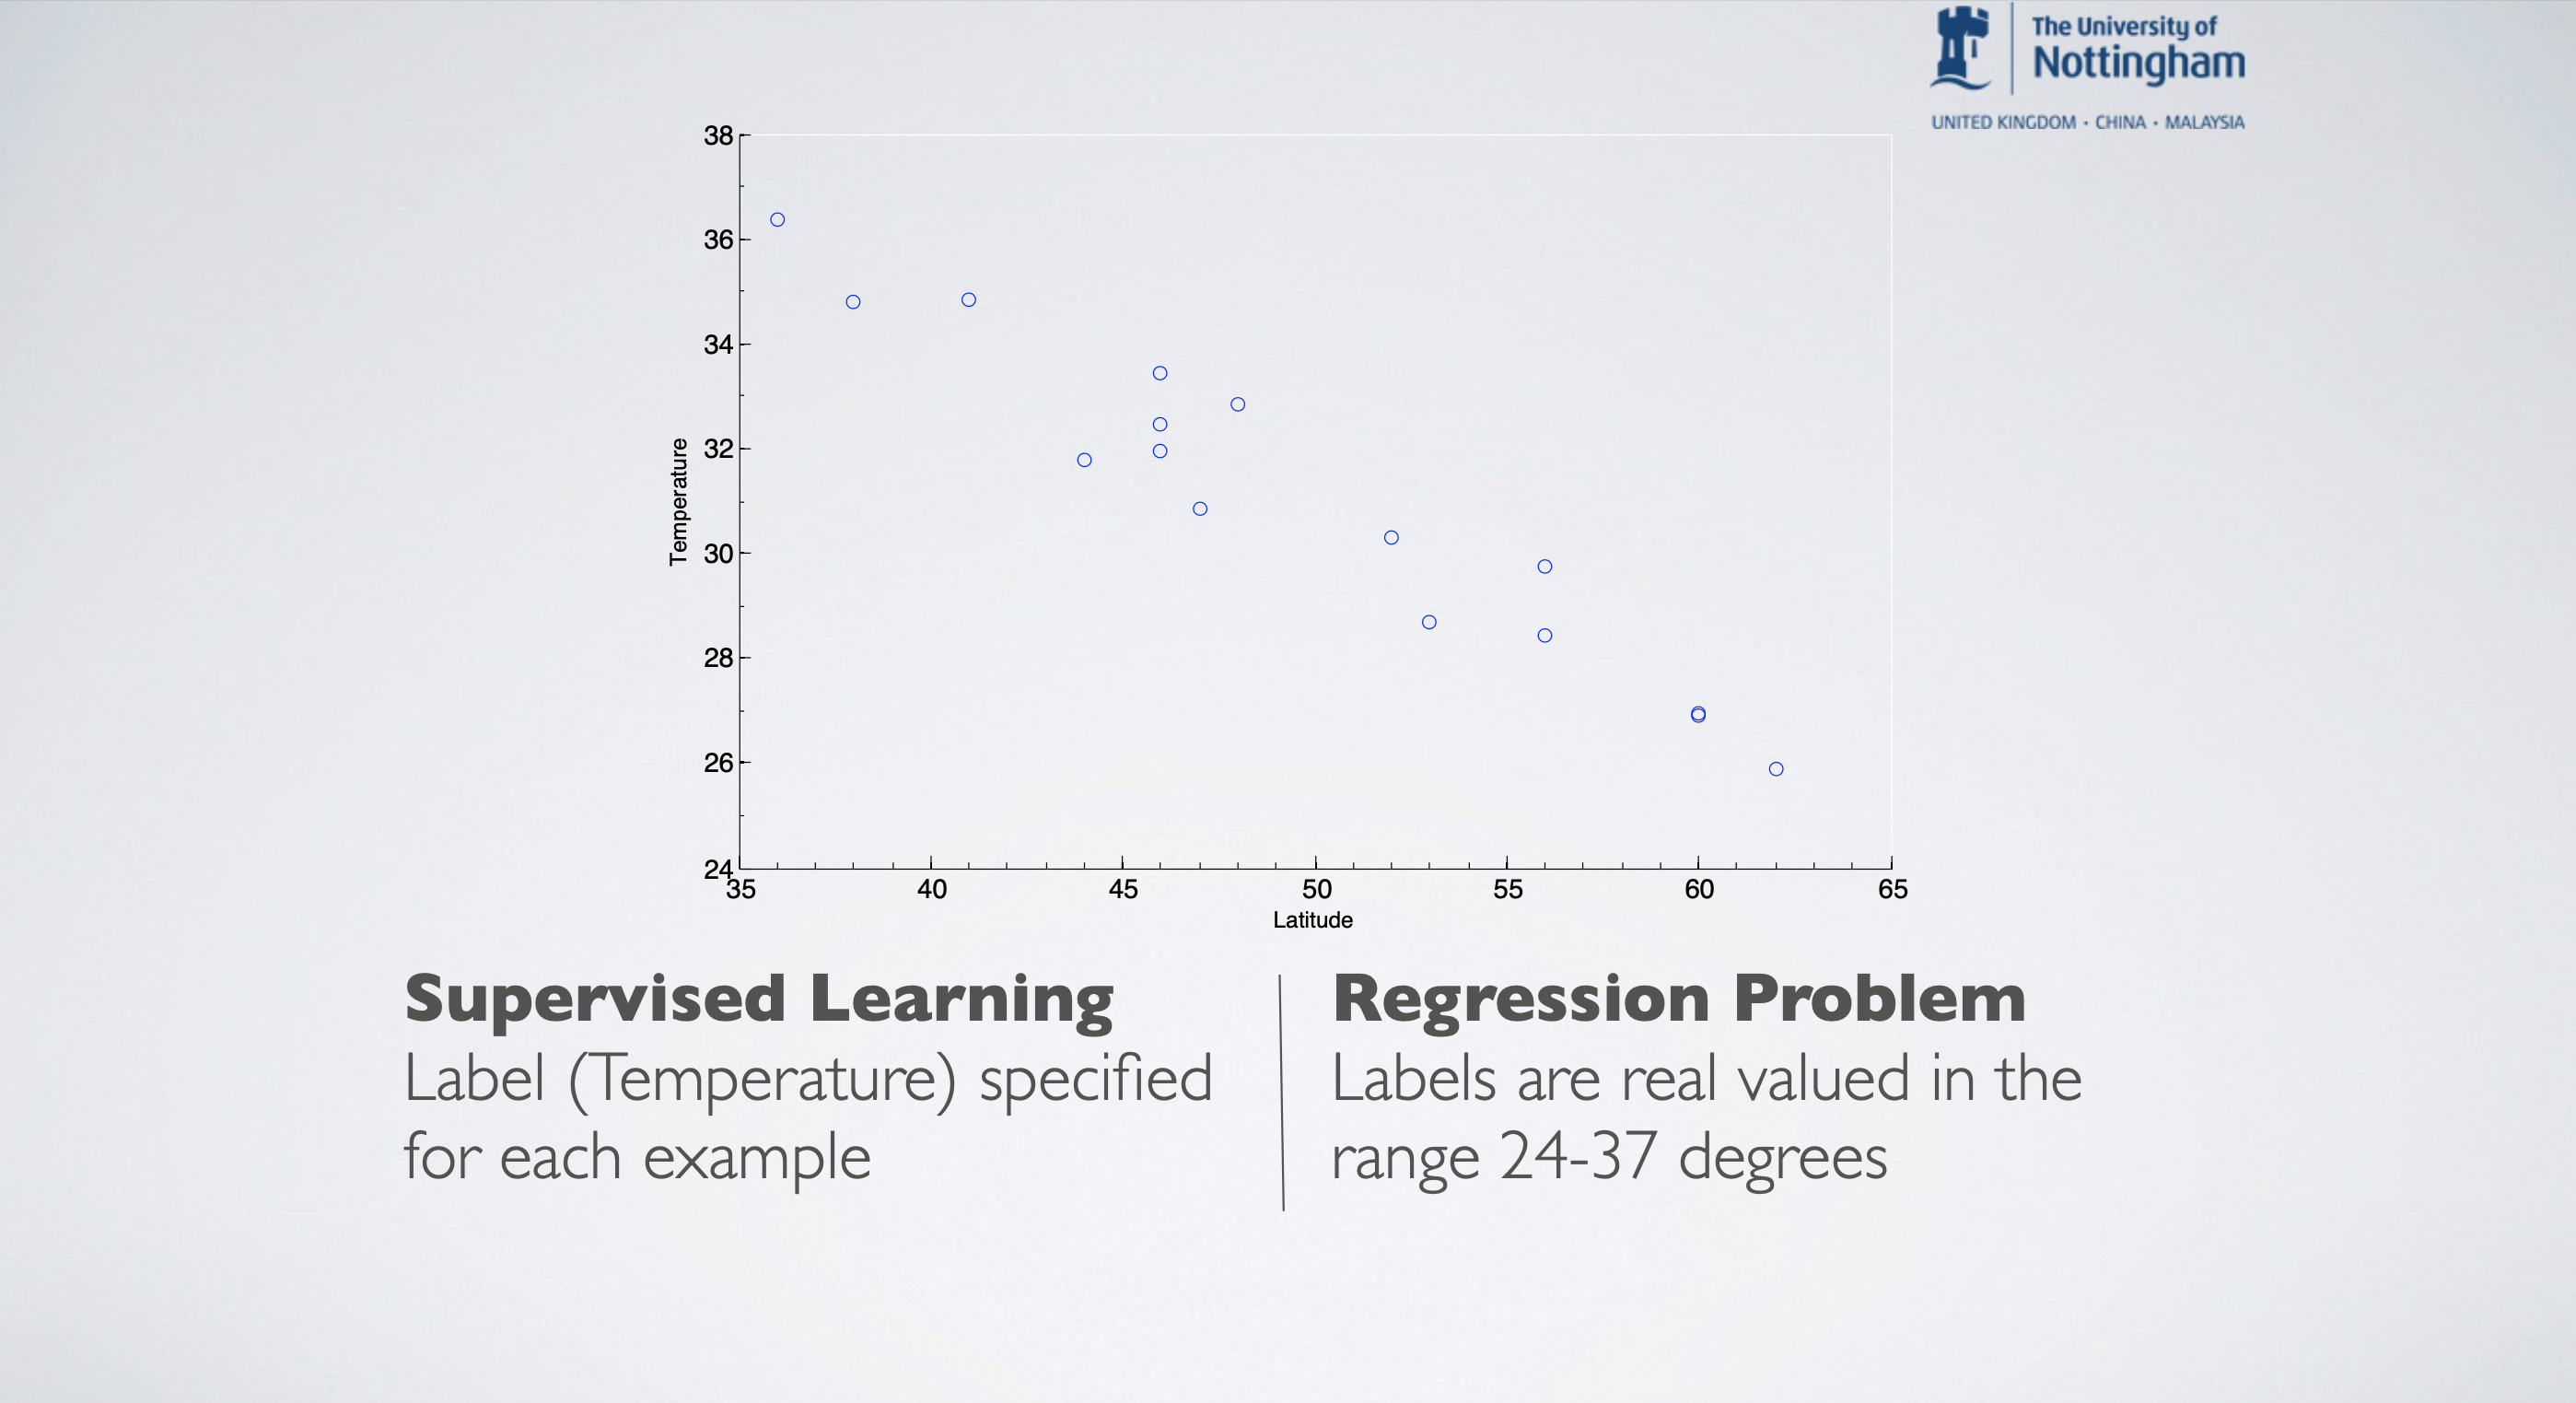 The University of
Nottingham
UNITED KINGDOM · CHINA · MALAYSIA
38
36
34
32
30
28
26
24
Temperature
35 40 45 50 55 60 65
Latitude
Supervised Learning
Label (Temperature) specified
for each example
Regression Problem
Labels are real valued in the
range 24-37 degrees